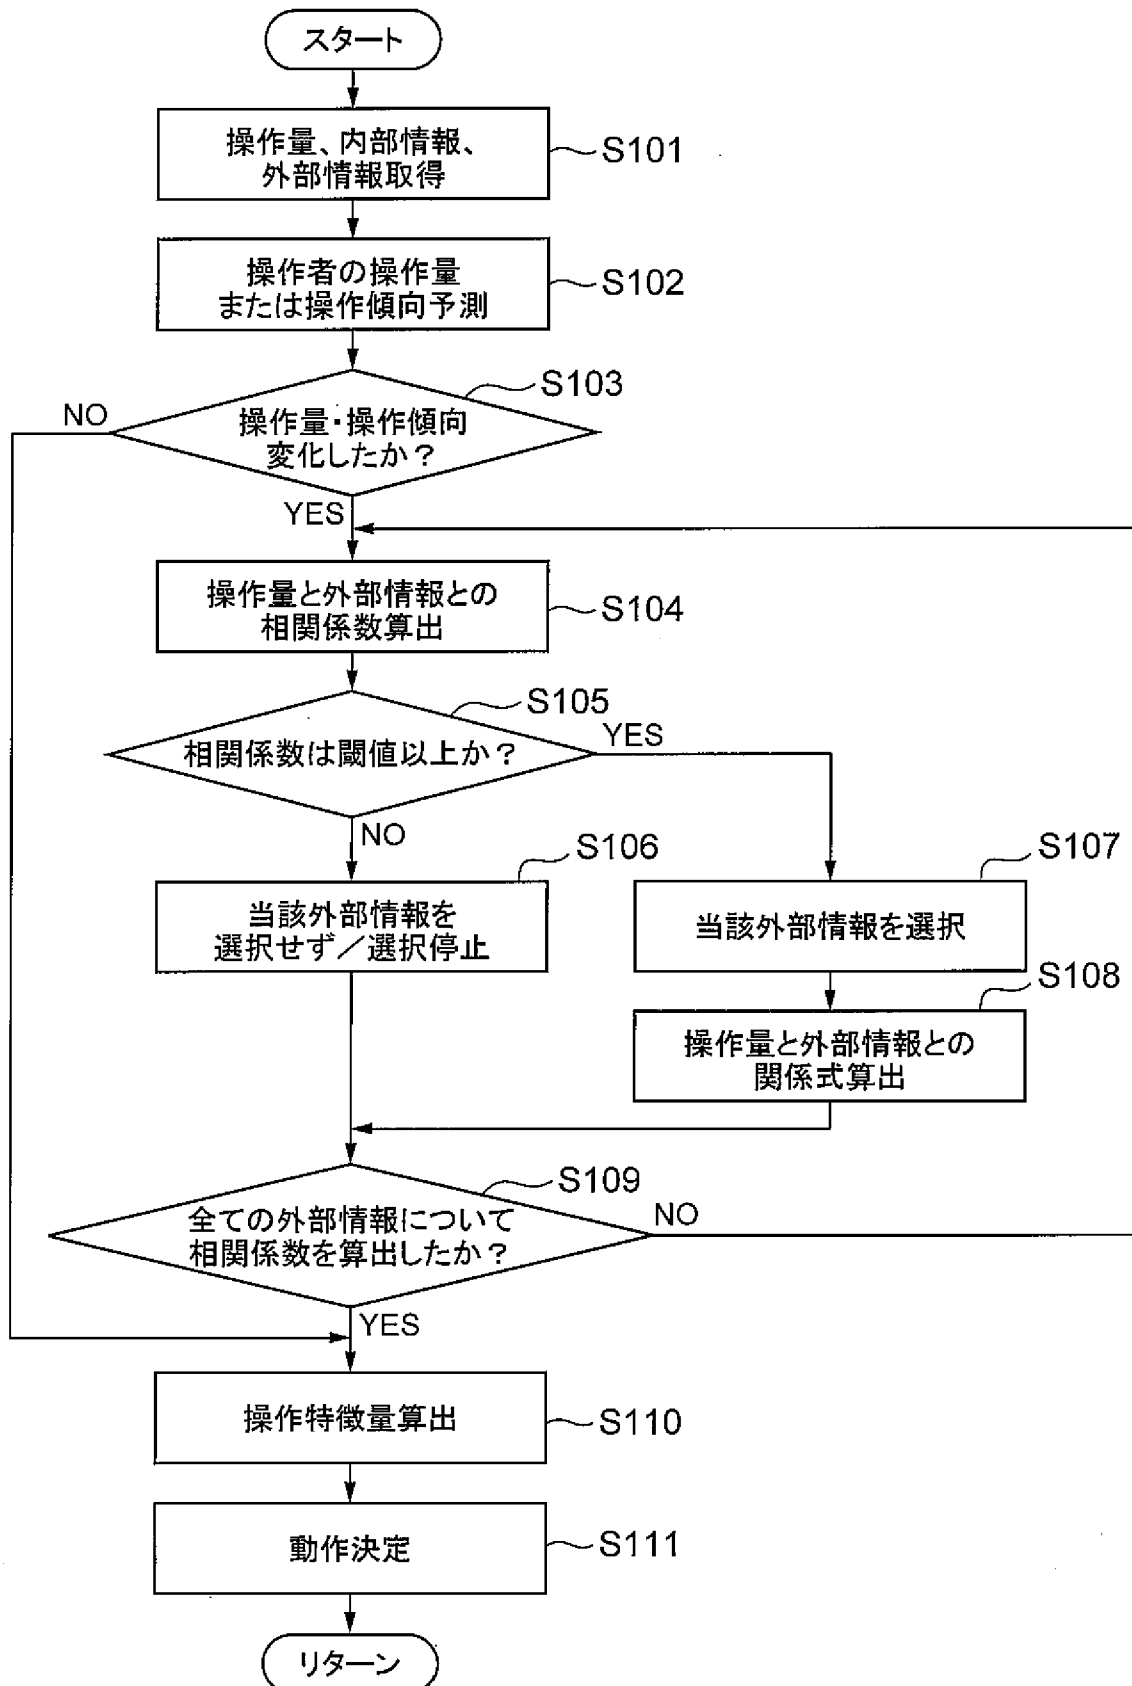 スタート
操作量、内部情報、
外部情報取得
S101
操作者の操作量
または操作傾向予測
S102
S103
NO
操作量・操作傾向
変化したか？
YES
操作量と外部情報との
相関係数算出
S104
S105
相関係数は閾値以上か？
YES
NO
S106
当該外部情報を
選択せず／選択停止
S107
当該外部情報を選択
S108
操作量と外部情報との
関係式算出
S109
全ての外部情報について
相関係数を算出したか？
NO
YES
操作特徴量算出
S110
動作決定
S111
リターン